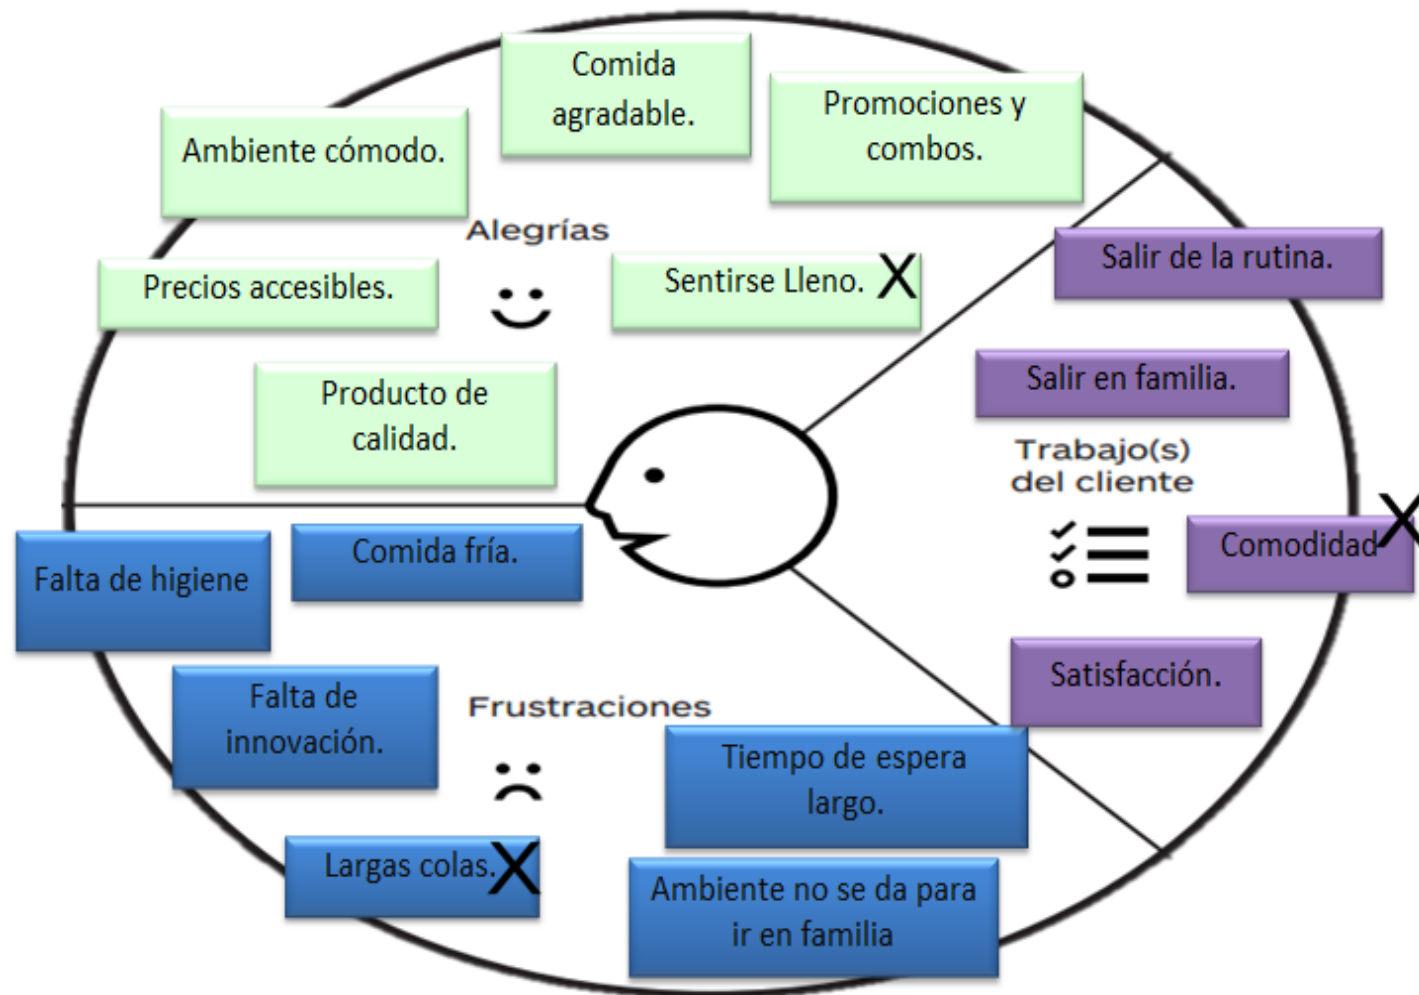 Comida
agradable.
Promociones y
combos.
Ambiente cómodo.
Alegrías
Precios accesibles.
Sentirse Lleno. X
Producto de
calidad.
Salir de la rutina.
Salir en familia.
Trabajo(s)
del cliente
Comodidad X
Satisfacción.
Comida fría.
Falta de higiene
Falta de
innovación.
Frustraciones
Tiempo de espera
largo.
Largas colas. X
Ambiente no se da para
ir en familia